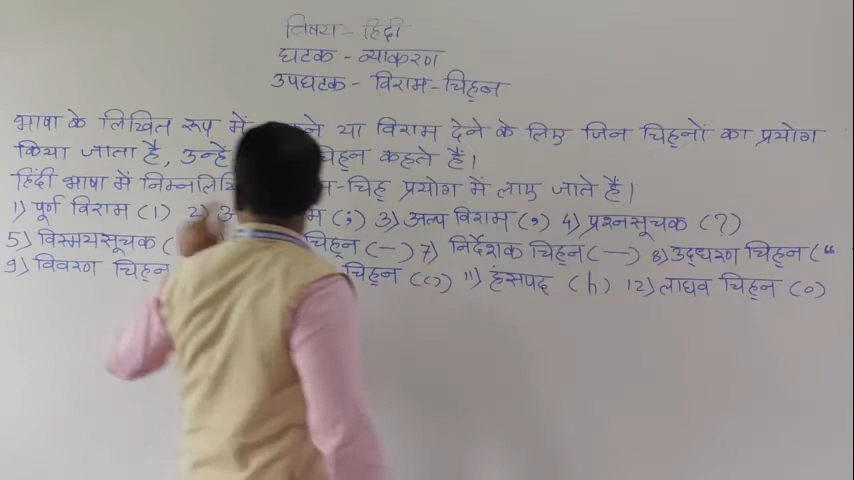 विषय - हिंदी
घटक - व्याकरण
उपघटक - विराम-चिह्न
भाषा के लिखित रूप में या विराम देने के लिए जिन चिह्नों का प्रयोग
किया जाता है, उन्हें चिह्न कहते हैं।
हिंदी भाषा में -चिह्न प्रयोग में लाए जाते हैं।
1) पूर्ण विराम (।) 2) (;) 3) अल्प विराम (,) 4) प्रश्नसूचक (?)
5) विस्मयसूचक ( चिह्न (-) 7) निर्देशक चिह्न (—) 8) उद्धरण चिह्न (“
9) विवरण चिह्न चिह्न (()) 11) हंसपद (h) 12) लाघव चिह्न (०)